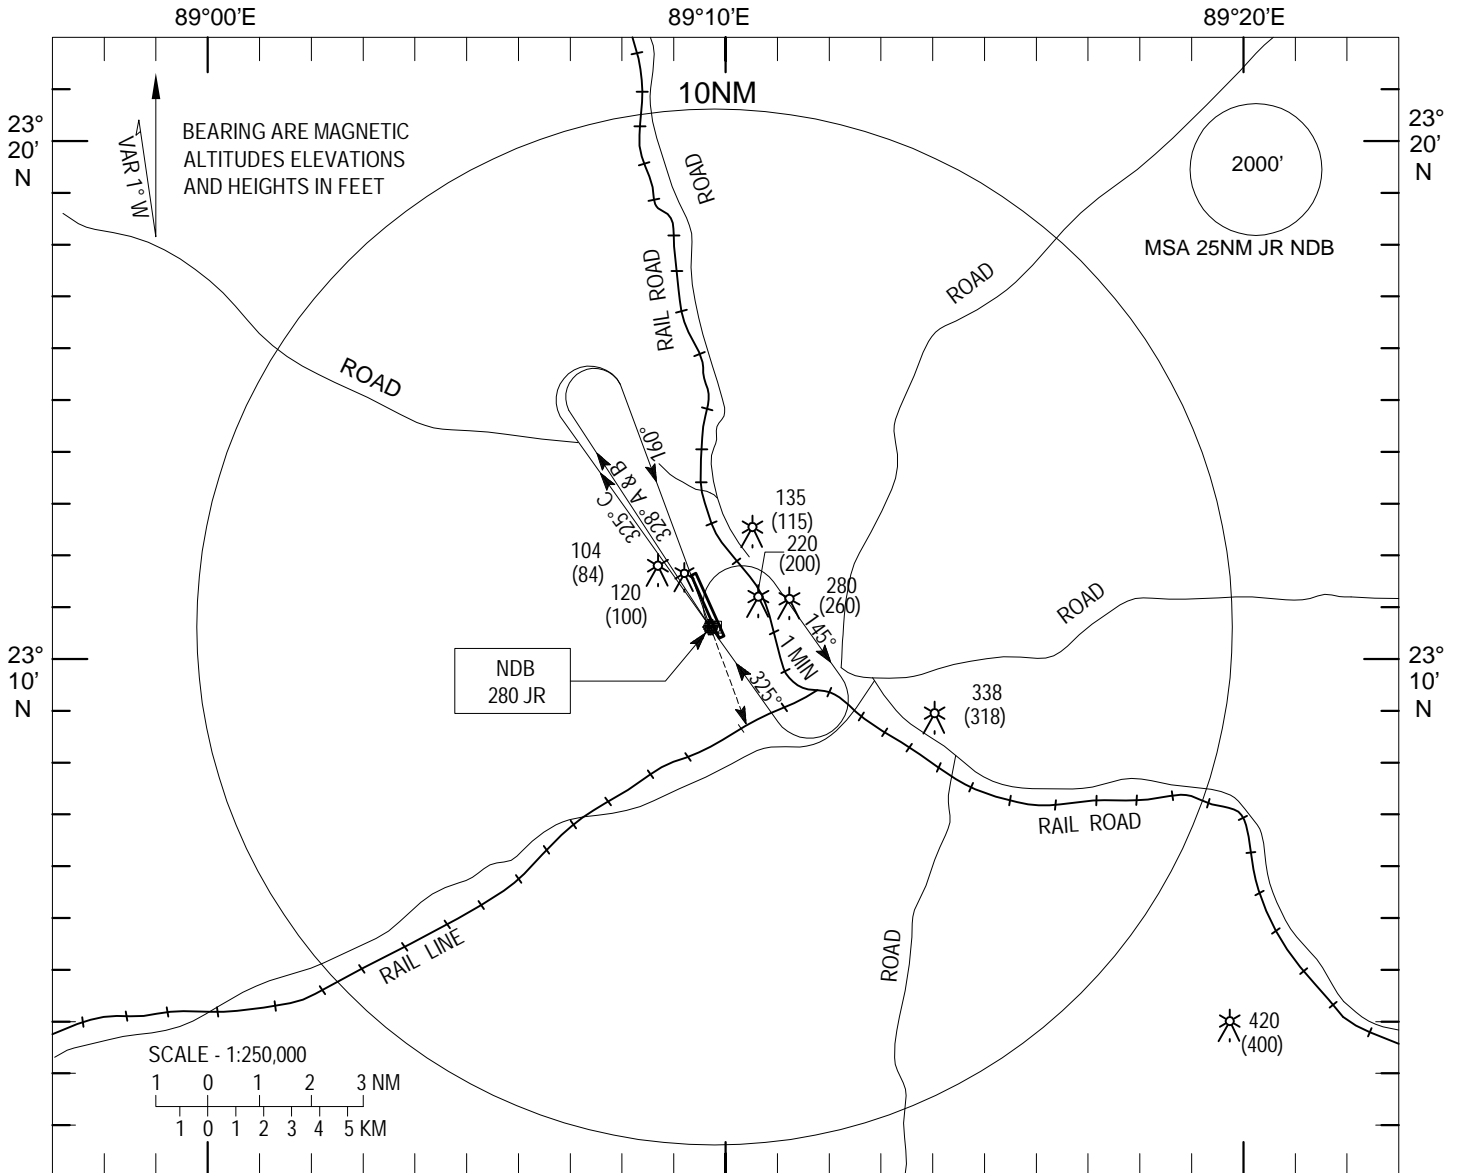 89°00'E
89°10'E
89°20'E
10NM
23°
20'
N
VAR 1° W
BEARING ARE MAGNETIC
ALTITUDES ELEVATIONS
AND HEIGHTS IN FEET
ROAD
2000'
MSA 25NM JR NDB
23°
20'
N
RAIL ROAD
ROAD
ROAD
160°
328° A & B
325° C
135
(115)
220
(200)
104
(84)
120
(100)
280
(260)
145°
1 MIN
325°
ROAD
23°
10'
N
NDB
280 JR
338
(318)
23°
10'
N
RAIL ROAD
RAIL LINE
ROAD
420
(400)
SCALE - 1:250,000
1 0 1 2 3 NM
1 0 1 2 3 4 5 KM